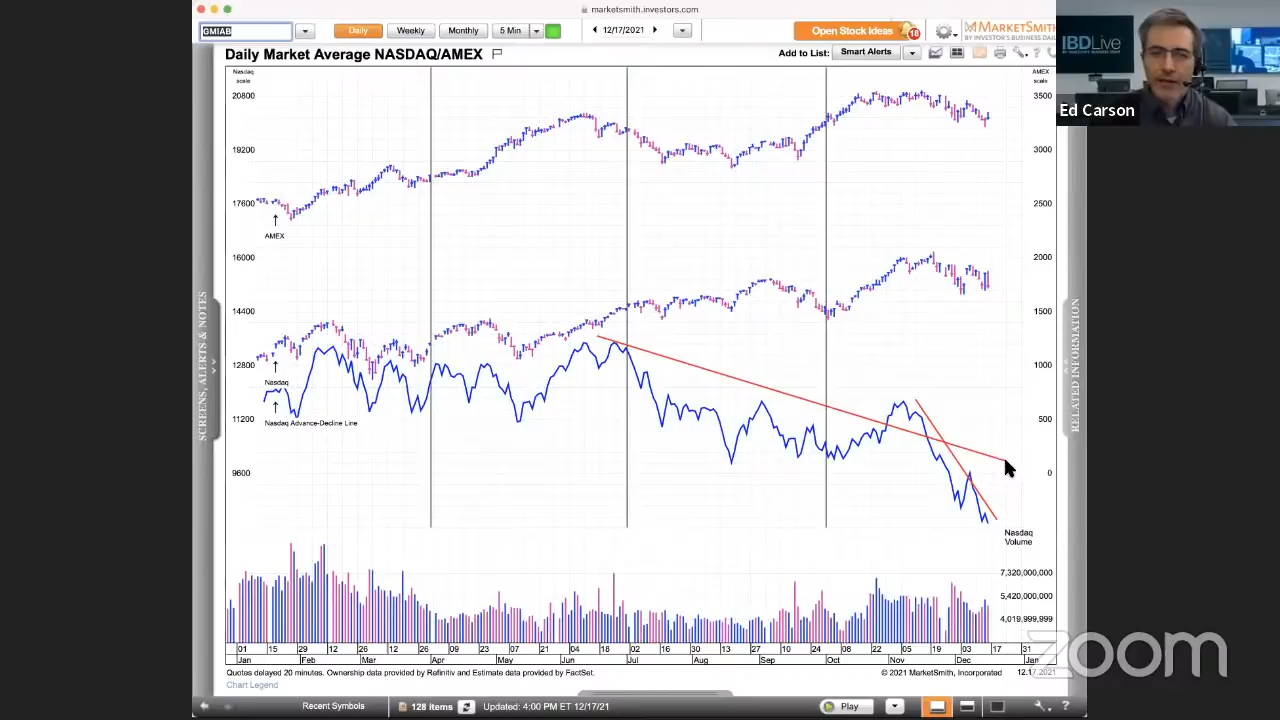 marketsmith.investors.com
GMIAB
Daily
Weekly
Monthly
5 Min
12/17/2021
Open Stock Ideas
18
MARKETSMITH
BY INVESTOR'S BUSINESS DAILY
Daily Market Average NASDAQ/AMEX
Add to List:
Smart Alerts
IBDLive
Ed Carson
Nasdaq
scale
AMEX
scale
20800
3500
19200
3000
17600
2500
AMEX
16000
2000
14400
1500
12800
1000
Nasdaq
Nasdaq Advance-Decline Line
11200
500
9600
0
SCREENS, ALERTS & NOTES
RELATED INFORMATION
Nasdaq
Volume
7,320,000,000
5,420,000,000
4,019,999,999
01 15 29 12 26 12 26 09 23 07 21 04 18 02 16 30 13 27 10 24 08 22 05 19 03 17 31
Jan Feb Mar Apr May Jun Jul Aug Sep Oct Nov Dec Jan
Quotes delayed 20 minutes. Ownership data provided by Refinitiv and Estimate data provided by FactSet.
© 2021 MarketSmith, Incorporated
12.17.2021
Chart Legend
zoom
Recent Symbols
128 items
Updated: 4:00 PM ET 12/17/21
Play
?